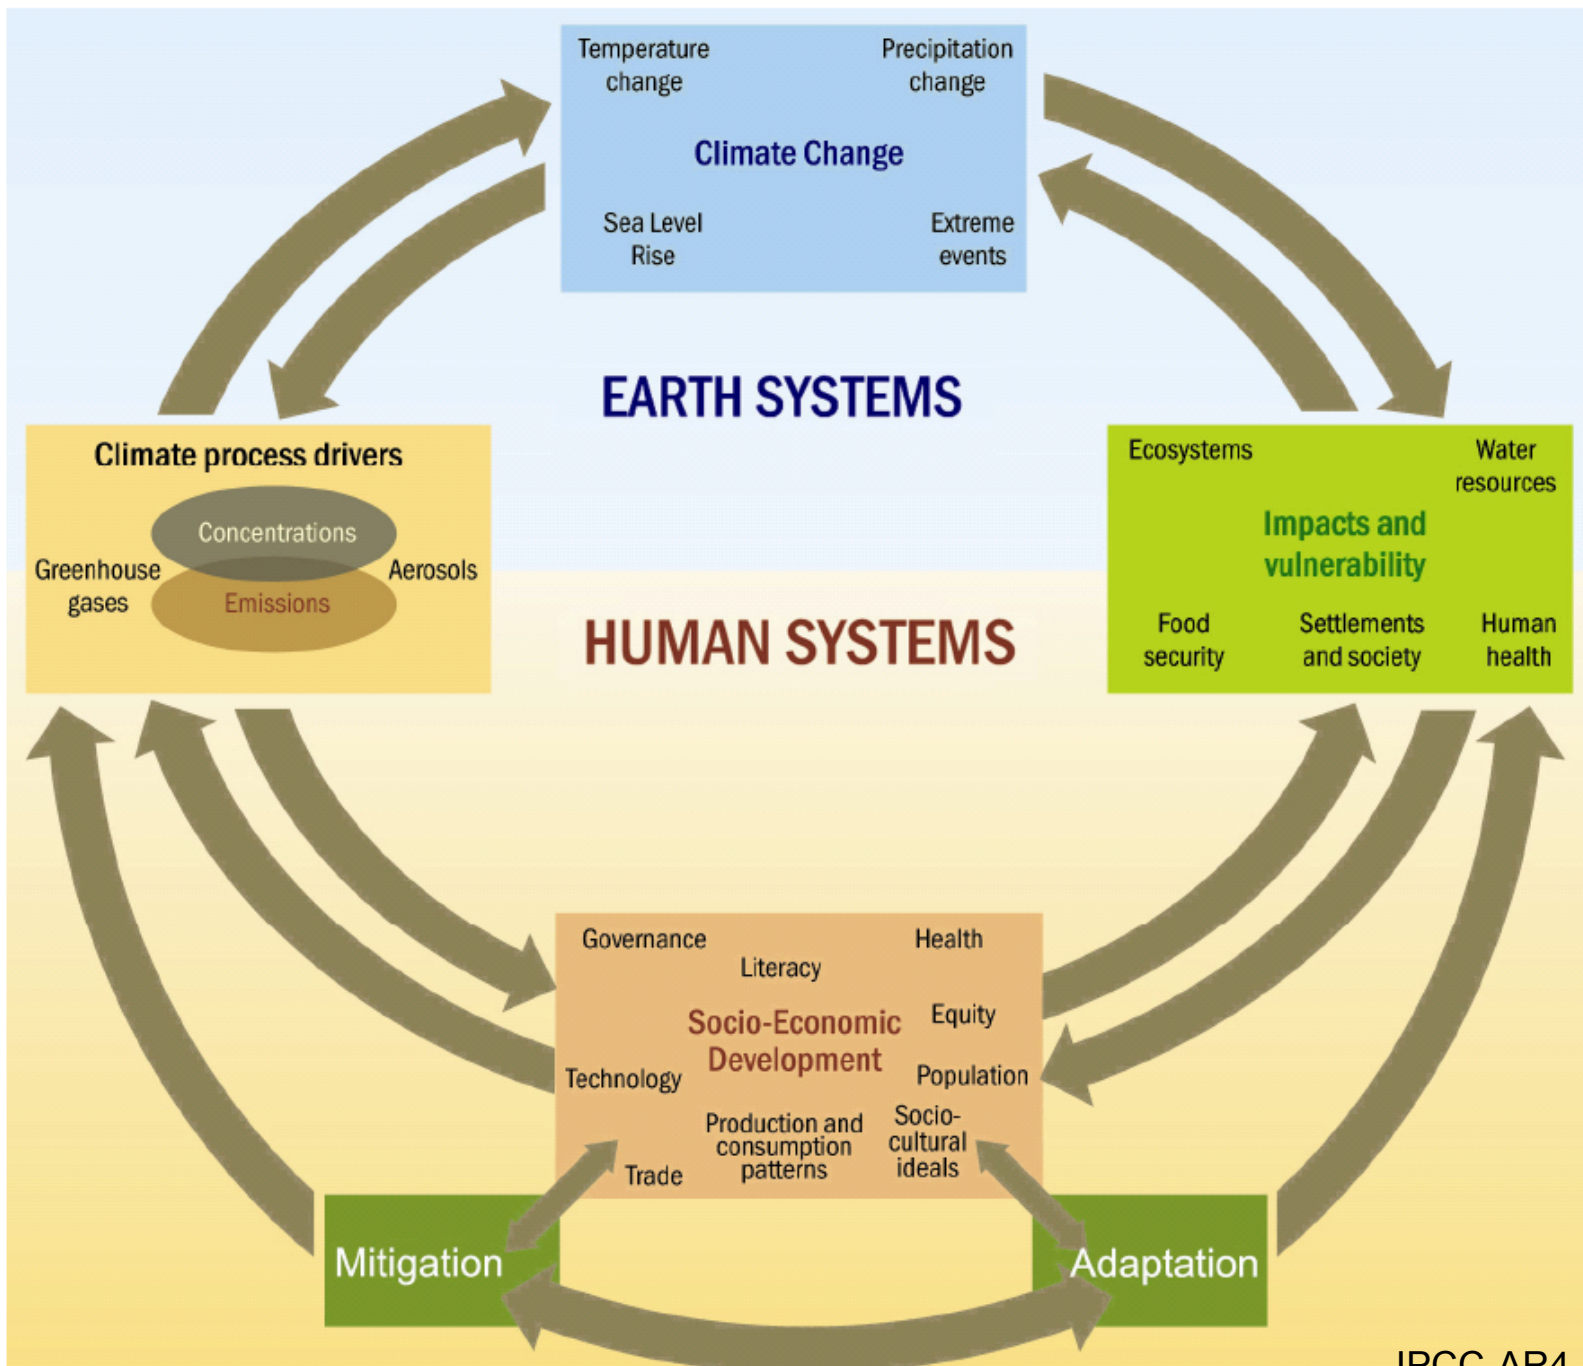 Temperature
change
Precipitation
change
Climate Change
Sea Level
Rise
Extreme
events
EARTH SYSTEMS
Climate process drivers
Concentrations
Greenhouse
gases
Aerosols
Emissions
Ecosystems
Water
resources
Impacts and
vulnerability
Food
security
Settlements
and society
Human
health
HUMAN SYSTEMS
Governance
Literacy
Health
Socio-Economic
Development
Equity
Technology
Population
Production and
consumption
patterns
Socio-
cultural
ideals
Trade
Mitigation
Adaptation
IPCC AR4